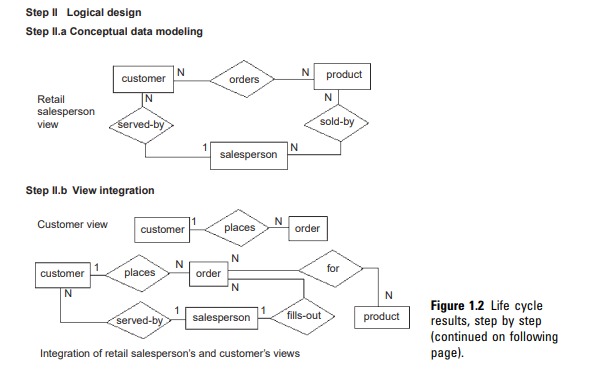 Step II Logical design
Step II.a Conceptual data modeling
customer N orders N product
Retail
salesperson
view
N N
served-by sold-by
1 salesperson N
Step II.b View integration
Customer view customer 1 places N order
customer 1 places N order N for
N N N
served-by 1 salesperson 1 fills-out product
Integration of retail salesperson's and customer's views
Figure 1.2 Life cycle
results, step by step
(continued on following
page).